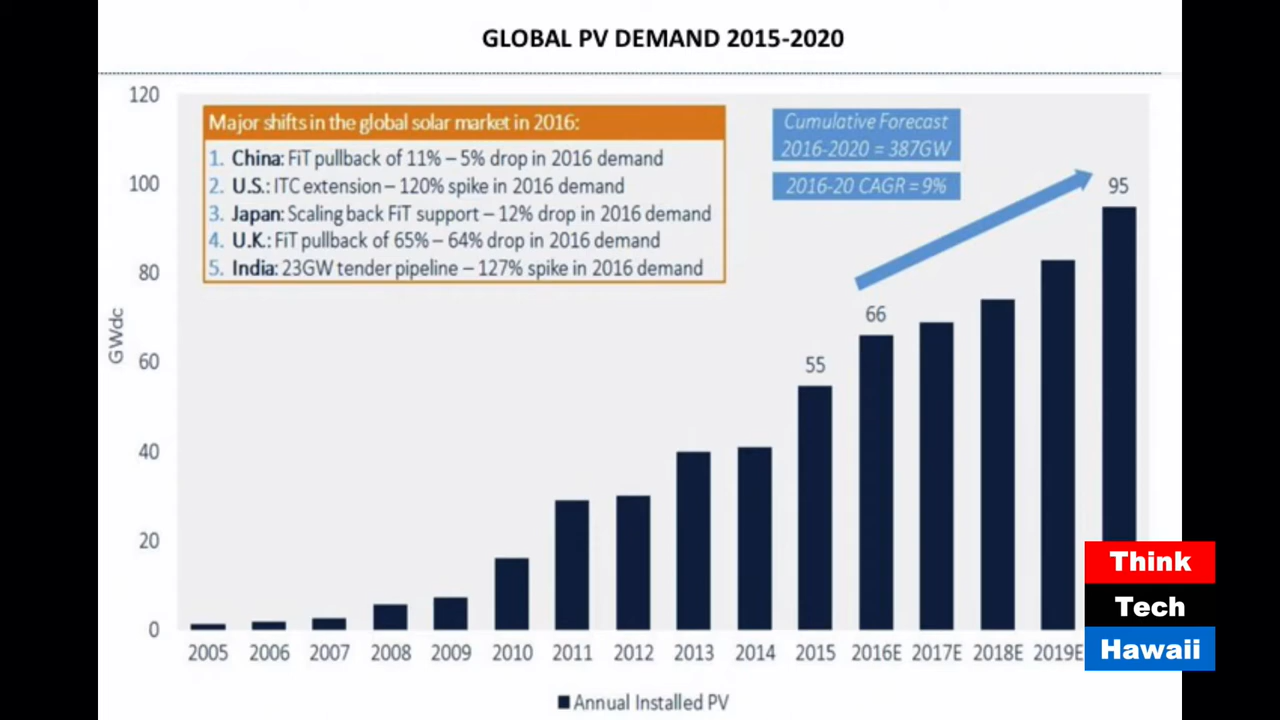 GLOBAL PV DEMAND 2015-2020
120
100
80
60
40
20
0
GWdc
Major shifts in the global solar market in 2016:
1. China: FiT pullback of 11% – 5% drop in 2016 demand
2. U.S.: ITC extension – 120% spike in 2016 demand
3. Japan: Scaling back FiT support – 12% drop in 2016 demand
4. U.K.: FiT pullback of 65% – 64% drop in 2016 demand
5. India: 23GW tender pipeline – 127% spike in 2016 demand
Cumulative Forecast
2016-2020 = 387GW
2016-20 CAGR = 9%
55
66
95
2005 2006 2007 2008 2009 2010 2011 2012 2013 2014 2015 2016E 2017E 2018E 2019E
Annual Installed PV
Think
Tech
Hawaii